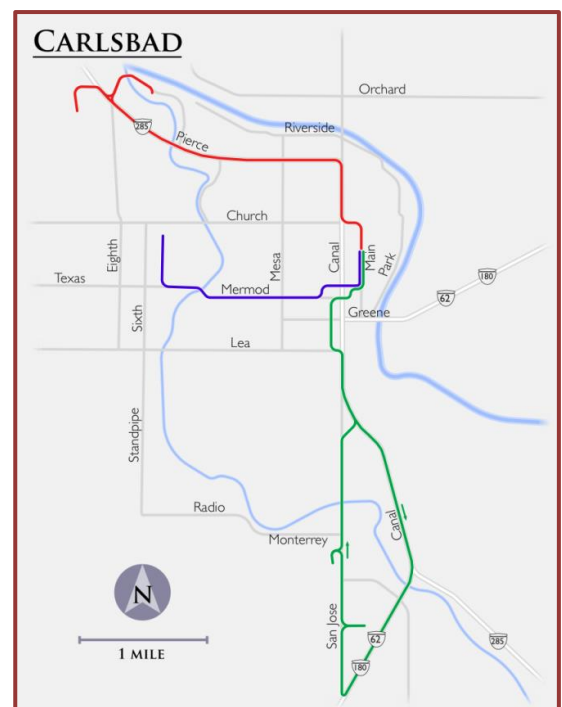 CARLSBAD
Orchard
285
Pierce
Riverside
Church
Eighth
Mesa
Canal
Main
Park
Texas
Mermod
62
180
Sixth
Greene
Lea
Standpipe
Radio
Monterrey
Canal
N
1 MILE
San Jose
62
180
285